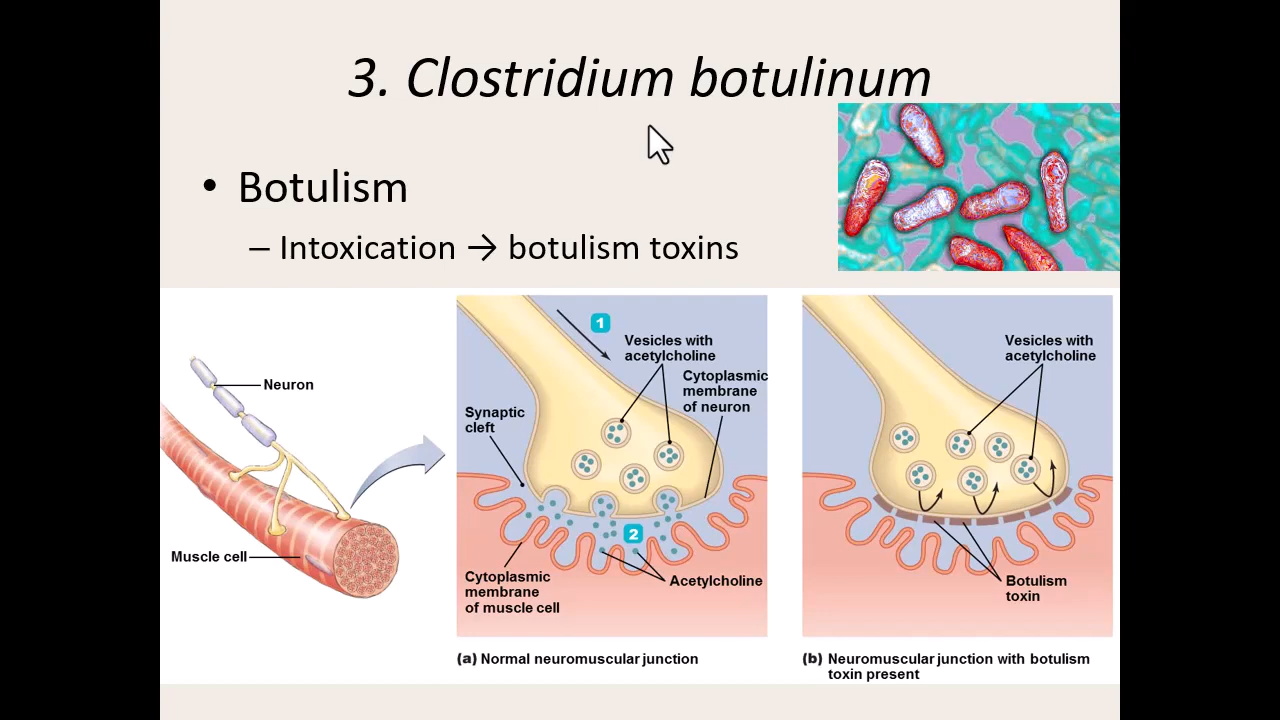 3. Clostridium botulinum
• Botulism
– Intoxication → botulism toxins
Neuron
Muscle cell
1
Vesicles with
acetylcholine
Cytoplasmic
membrane
of neuron
Synaptic
cleft
2
Cytoplasmic
membrane
of muscle cell
Acetylcholine
(a) Normal neuromuscular junction
Vesicles with
acetylcholine
Botulism
toxin
(b) Neuromuscular junction with botulism
toxin present